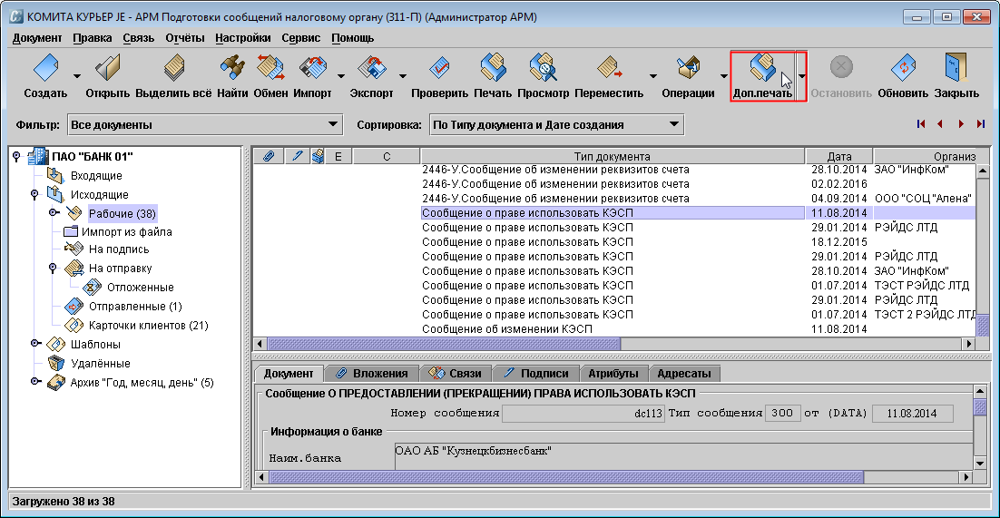 КОМИТА КУРЬЕР JE - АРМ Подготовки сообщений налоговому органу (311-П) (Администратор АРМ)
Документ Правка Связь Отчёты Настройки Сервис Помощь
Создать Открыть Выделить всё Найти Обмен Импорт Экспорт Проверить Печать Просмотр Переместить Операции Доп.печать Остановить Обновить Закрыть
Фильтр: Все документы Сортировка: По Типу документа и Дате создания
ПАО "БАНК 01"
Входящие
Исходящие
Рабочие (38)
Импорт из файла
На подпись
На отправку
Отложенные
Отправленные (1)
Карточки клиентов (21)
Шаблоны
Удалённые
Архив "Год, месяц, день" (5)
Е С Тип документа Дата Организ
2446-У.Сообщение об изменении реквизитов счета 28.10.2014 ЗАО "ИнфКом"
2446-У.Сообщение об изменении реквизитов счета 02.02.2016
2446-У.Сообщение об изменении реквизитов счета 04.09.2014 ООО "СОЦ "Алена"
Сообщение о праве использовать КЭСП 11.08.2014
Сообщение о праве использовать КЭСП 29.01.2014 РЭЙДС ЛТД
Сообщение о праве использовать КЭСП 18.12.2015
Сообщение о праве использовать КЭСП 29.01.2014 РЭЙДС ЛТД
Сообщение о праве использовать КЭСП 28.10.2014 ЗАО "ИнфКом"
Сообщение о праве использовать КЭСП 01.07.2014 ТЭСТ РЭЙДС ЛТД
Сообщение о праве использовать КЭСП 29.01.2014 РЭЙДС ЛТД
Сообщение о праве использовать КЭСП 01.07.2014 ТЭСТ 2 РЭЙДС ЛТД
Сообщение об изменении КЭСП 11.08.2014
Документ Вложения Связи Подписи Атрибуты Адресаты
Сообщение О ПРЕДОСТАВЛЕНИИ (ПРЕКРАЩЕНИИ) ПРАВА ИСПОЛЬЗОВАТЬ КЭСП
Номер сообщения dc113 Тип сообщения 300 от (DATA) 11.08.2014
Информация о банке
Наим.банка ОАО АБ "Кузнецкбизнесбанк"
Загружено 38 из 38